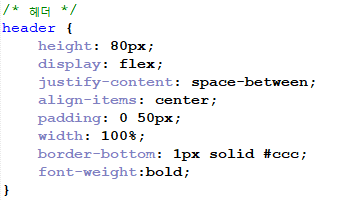 /* 헤더 */
header {
    height: 80px;
    display: flex;
    justify-content: space-between;
    align-items: center;
    padding: 0 50px;
    width: 100%;
    border-bottom: 1px solid #ccc;
    font-weight:bold;
}